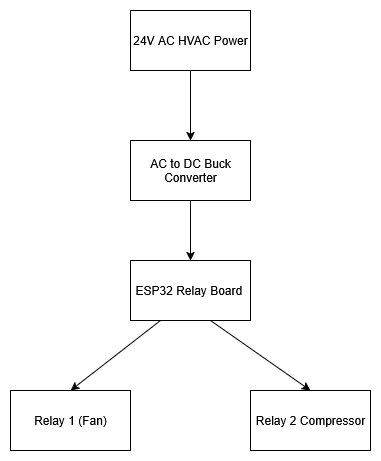 24V AC HVAC Power
AC to DC Buck
Converter
ESP32 Relay Board
Relay 1 (Fan)
Relay 2 Compressor